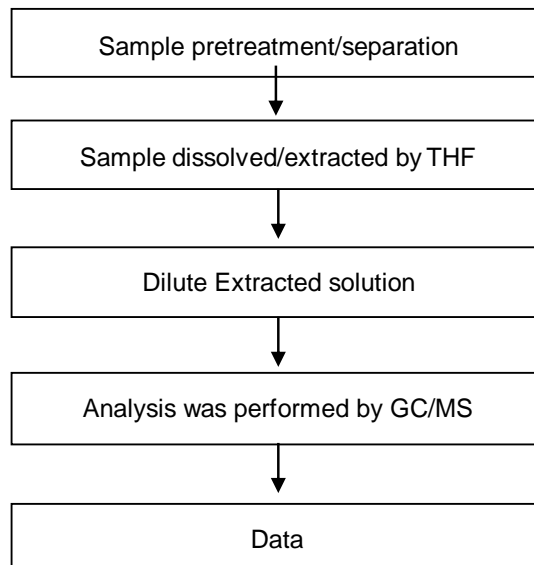 Sample pretreatment/separation
Sample dissolved/extracted by THF
Dilute Extracted solution
Analysis was performed by GC/MS
Data